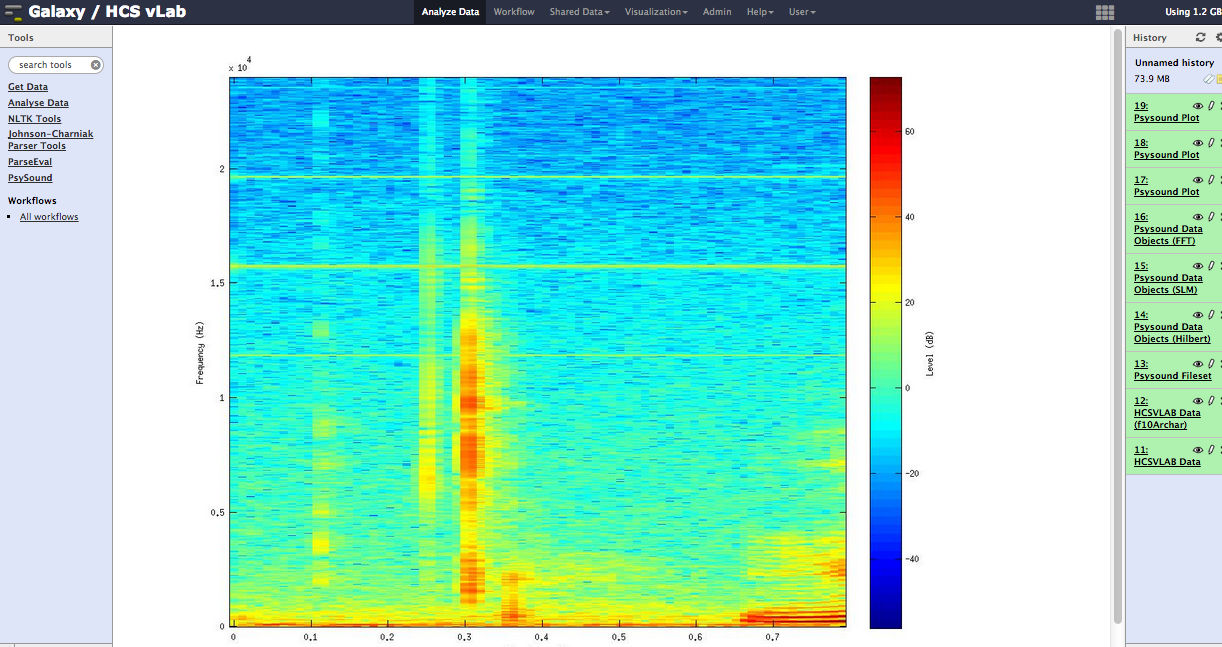 Galaxy / HCS vLab
Analyze Data Workflow Shared Data Visualization Admin Help User
Using 1.2 GB
Tools
search tools
Get Data
Analyse Data
NLTK Tools
Johnson-Charniak
Parser Tools
ParseEval
PsySound
Workflows
All workflows
x 10 4
2
1.5
1
0.5
0
Frequency (Hz)
0 0.1 0.2 0.3 0.4 0.5 0.6 0.7
60
40
20
0
-20
-40
Level (dB)
History
Unnamed history
73.9 MB
19:
Psysound Plot
18:
Psysound Plot
17:
Psysound Plot
16:
Psysound Data
Objects (FFT)
15:
Psysound Data
Objects (SLM)
14:
Psysound Data
Objects (Hilbert)
13:
Psysound Fileset
12:
HCSVLAB Data
(f10Archar)
11:
HCSVLAB Data